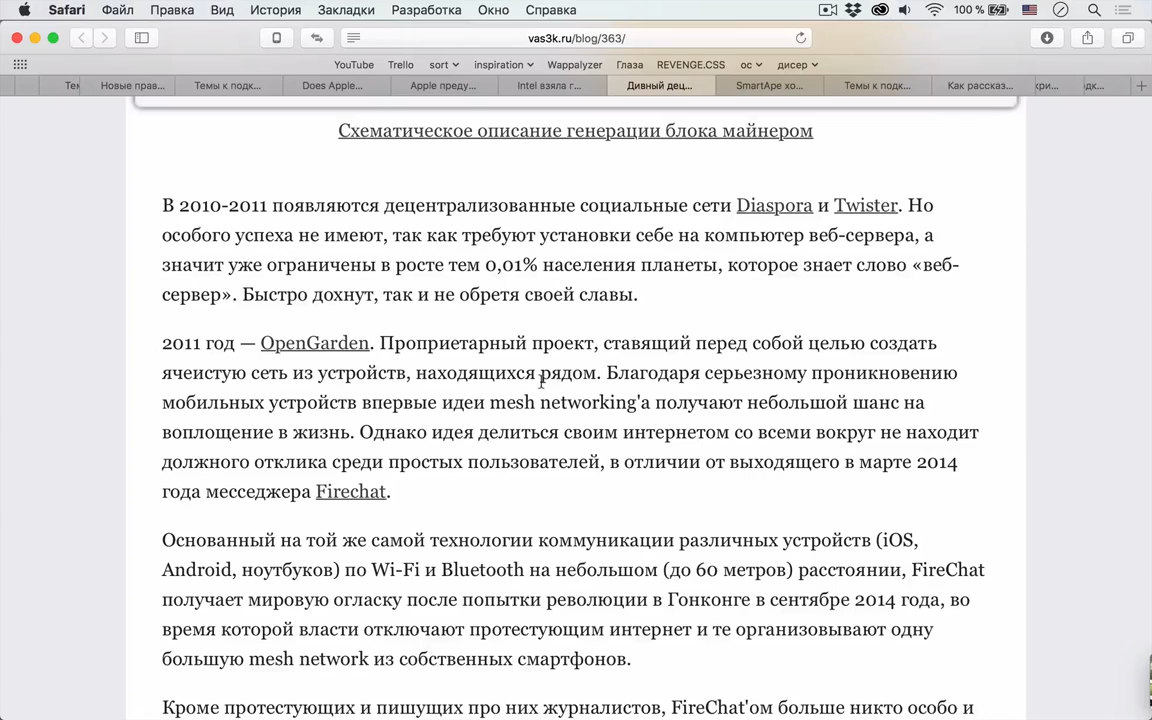 Safari Файл Правка Вид История Закладки Разработка Окно Справка 100 %
vas3k.ru/blog/363/
YouTube Trello sort inspiration Wappalyzer Глаза REVENGE.CSS ос дисер
Тем Новые прав... Темы к подк... Does Apple... Apple преду... Intel взяла г... Дивный дец... SmartApe хо... Темы к подк... Как рассказ... кри... дк...
Схематическое описание генерации блока майнером
В 2010-2011 появляются децентрализованные социальные сети Diaspora и Twister. Но
особого успеха не имеют, так как требуют установки себе на компьютер веб-сервера, а
значит уже ограничены в росте тем 0,01% населения планеты, которое знает слово «веб-
сервер». Быстро дохнут, так и не обретя своей славы.
2011 год — OpenGarden. Проприетарный проект, ставящий перед собой целью создать
ячеистую сеть из устройств, находящихся рядом. Благодаря серьезному проникновению
мобильных устройств впервые идеи mesh networking'а получают небольшой шанс на
воплощение в жизнь. Однако идея делиться своим интернетом со всеми вокруг не находит
должного отклика среди простых пользователей, в отличии от выходящего в марте 2014
года месседжера Firechat.
Основанный на той же самой технологии коммуникации различных устройств (iOS,
Android, ноутбуков) по Wi-Fi и Bluetooth на небольшом (до 60 метров) расстоянии, FireChat
получает мировую огласку после попытки революции в Гонконге в сентябре 2014 года, во
время которой власти отключают протестующим интернет и те организовывают одну
большую mesh network из собственных смартфонов.
Кроме протестующих и пишущих про них журналистов, FireChat'ом больше никто особо и